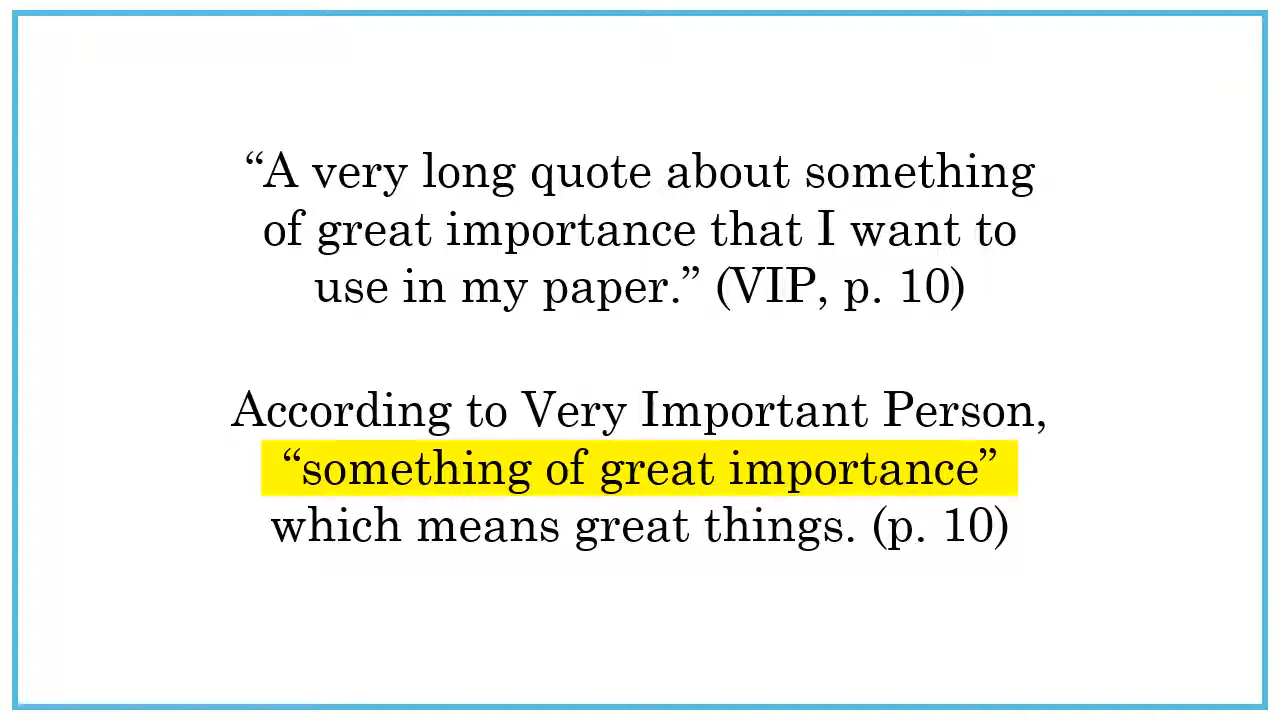 “A very long quote about something
of great importance that I want to
use in my paper.” (VIP, p. 10)
According to Very Important Person,
“something of great importance”
which means great things. (p. 10)